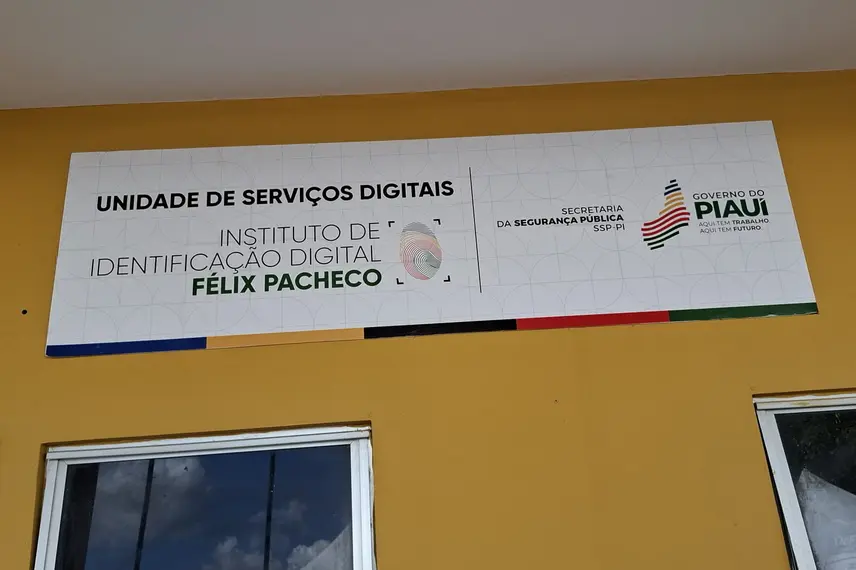 UNIDADE DE SERVIÇOS DIGITAIS
INSTITUTO DE
IDENTIFICAÇÃO DIGITAL
FÉLIX PACHECO
SECRETARIA
DA SEGURANÇA PÚBLICA
SSP-PI
GOVERNO DO
PIAUÍ
AQUI TEM TRABALHO
AQUI TEM FUTURO